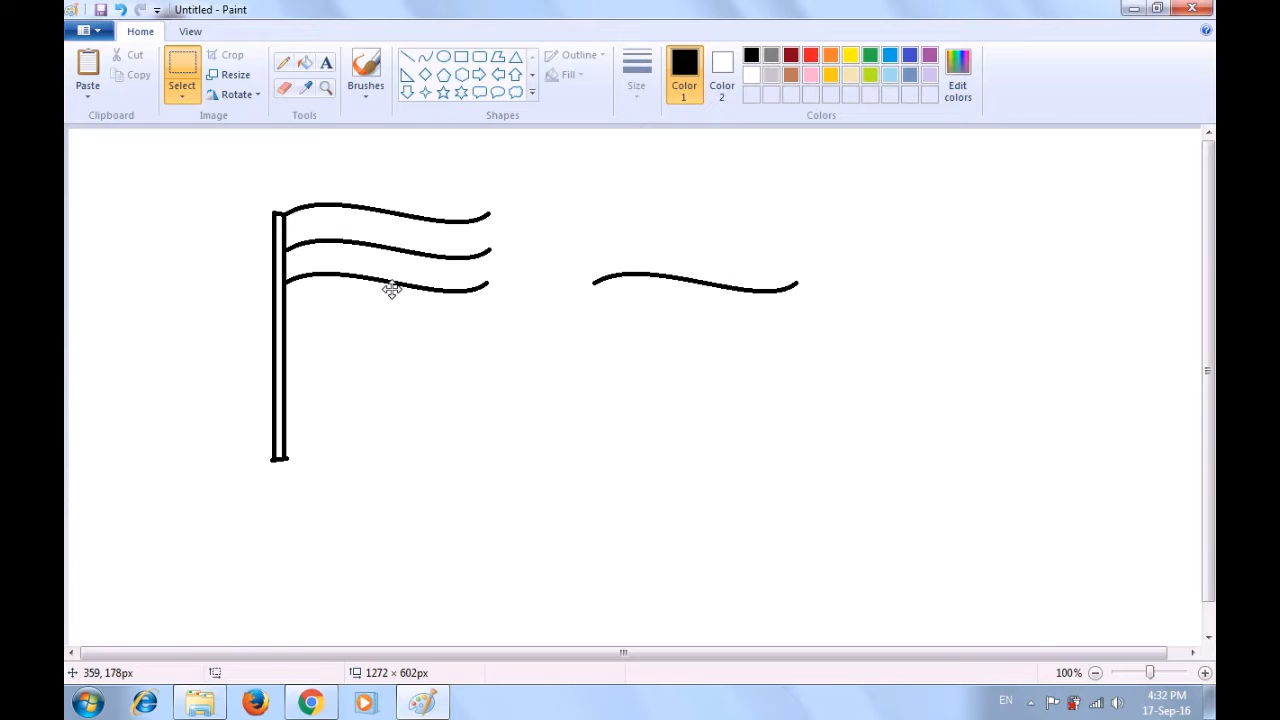 Untitled - Paint
Home View
Paste
Cut
Copy
Clipboard
Select
Crop
Resize
Rotate
Image
A
Tools
Brushes
Shapes
Outline
Fill
Size
Color 1
Color 2
Edit colors
Colors
359, 178px
1272 × 602px
100%
EN
4:32 PM
17-Sep-16